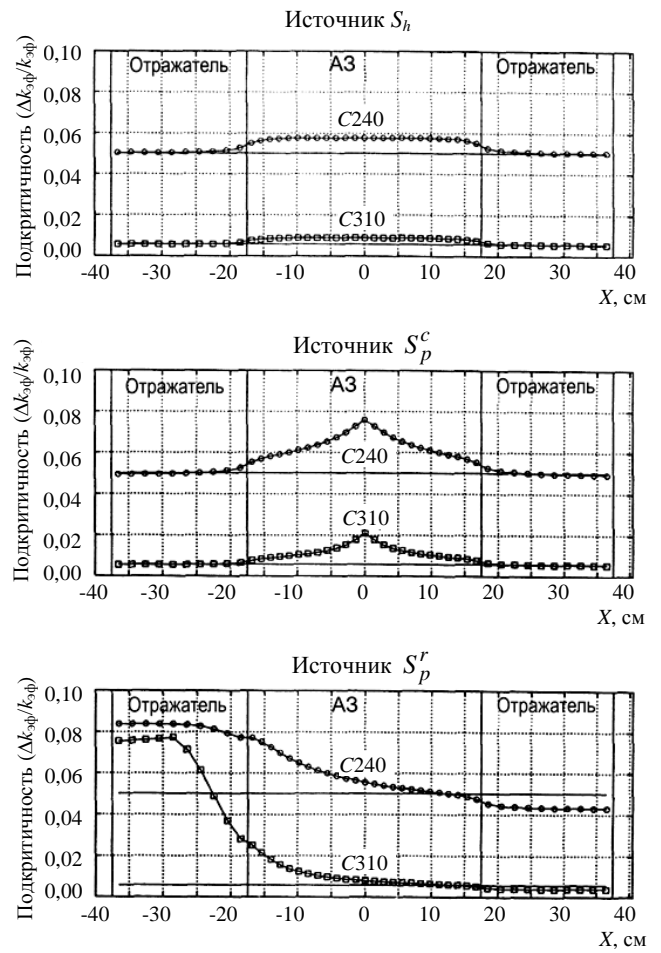 Источник Sh
Подкритичность (Δkэф/kэф)
0,10
0,08
0,06
0,04
0,02
0,00
Отражатель АЗ Отражатель
C240
C310
-40 -30 -20 -10 0 10 20 30 40
X, см
Источник S_p^c
Подкритичность (Δkэф/kэф)
0,10
0,08
0,06
0,04
0,02
0,00
Отражатель АЗ Отражатель
C240
C310
-40 -30 -20 -10 0 10 20 30 40
X, см
Источник S_p^r
Подкритичность (Δkэф/kэф)
0,10
0,08
0,06
0,04
0,02
0,00
Отражатель АЗ Отражатель
C240
C310
-40 -30 -20 -10 0 10 20 30 40
X, см